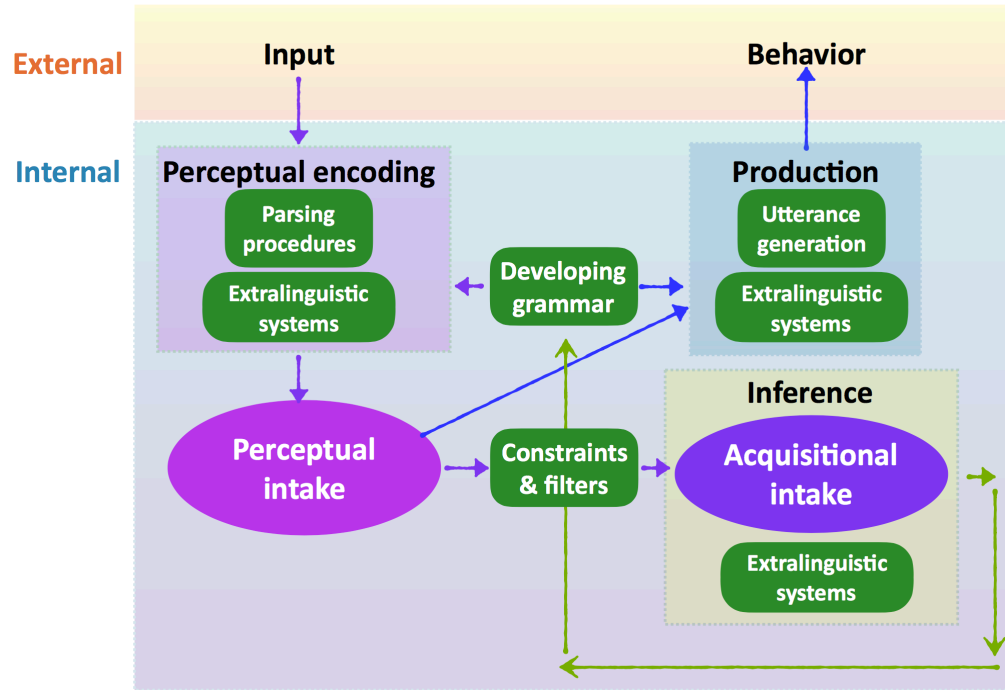 External
Input
Behavior
Internal
Perceptual encoding
Parsing
procedures
Extralinguistic
systems
Developing
grammar
Production
Utterance
generation
Extralinguistic
systems
Perceptual
intake
Constraints
& filters
Inference
Acquisitional
intake
Extralinguistic
systems